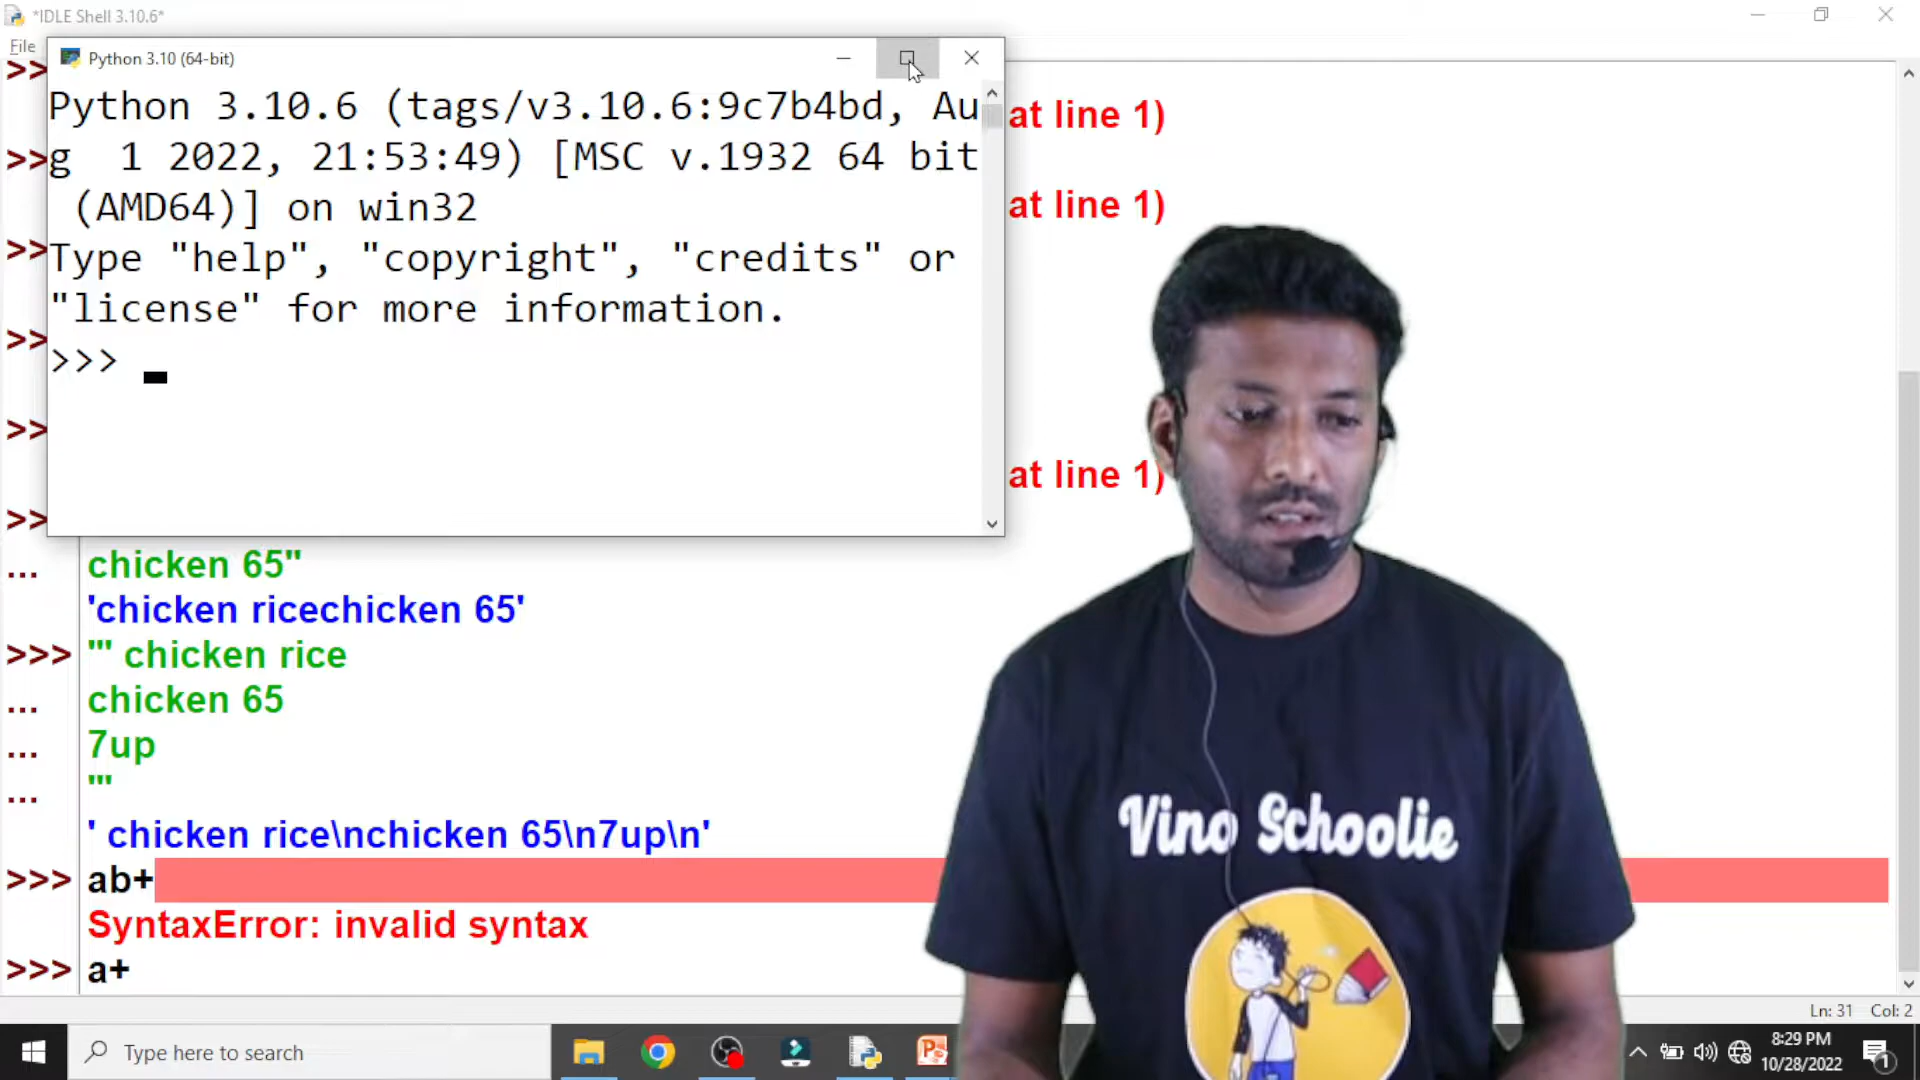 *IDLE Shell 3.10.6*
File
Python 3.10 (64-bit)
Python 3.10.6 (tags/v3.10.6:9c7b4bd, Au
g  1 2022, 21:53:49) [MSC v.1932 64 bit
 (AMD64)] on win32
Type "help", "copyright", "credits" or
"license" for more information.
>>>
>>
>>
>>
>>
>>
>>
at line 1)
at line 1)
at line 1)
... chicken 65"
'chicken ricechicken 65'
>>> ''' chicken rice
... chicken 65
... 7up
... '''
' chicken rice\nchicken 65\n7up\n'
>>> ab+
SyntaxError: invalid syntax
>>> a+
Vino Schoolie
Ln: 31 Col: 2
Type here to search
8:29 PM
10/28/2022
1